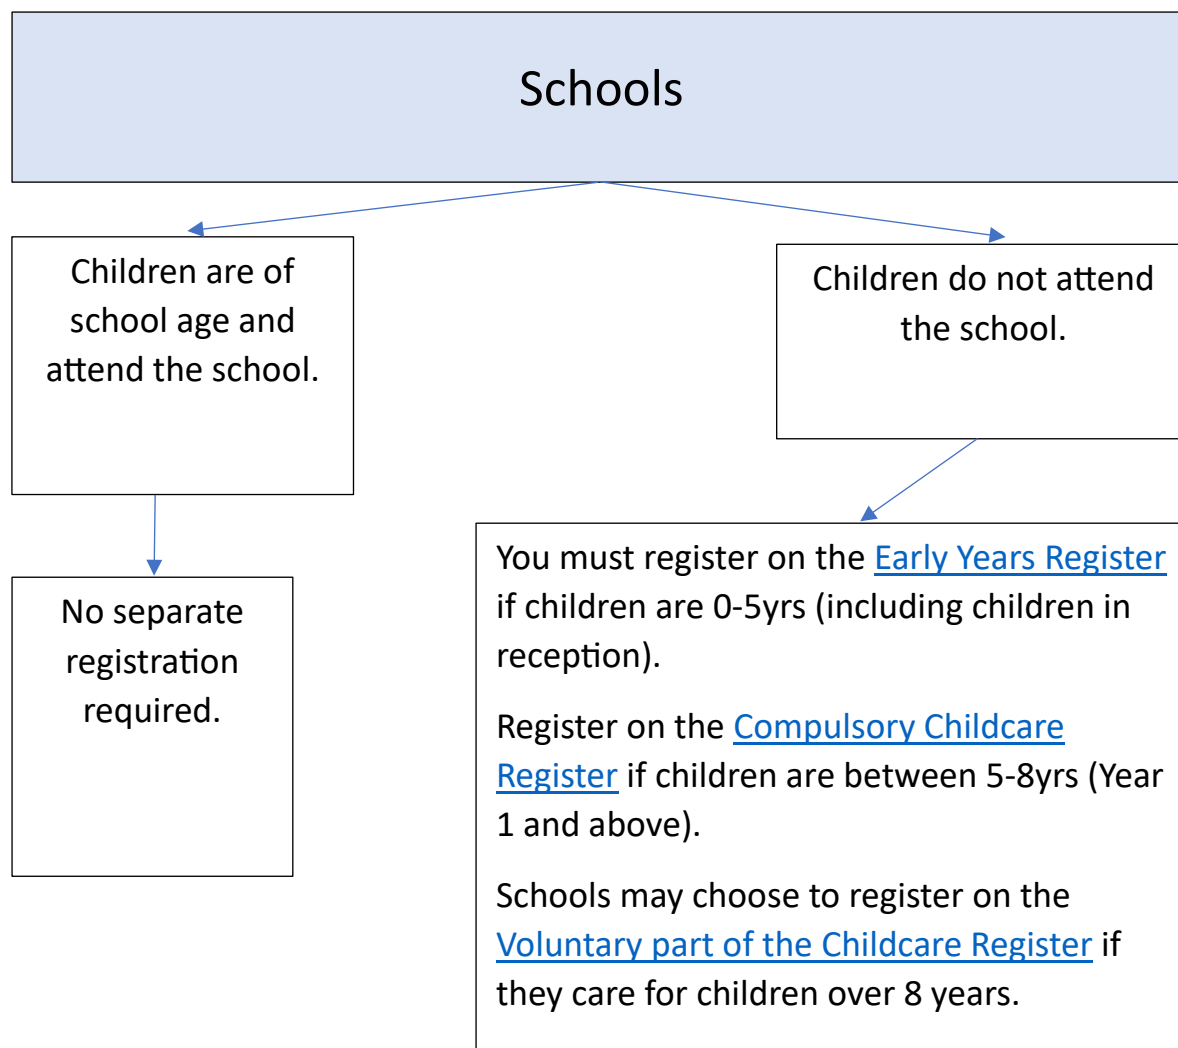 Schools
Children are of
school age and
attend the school.
Children do not attend
the school.
No separate
registration
required.
You must register on the Early Years Register
if children are 0-5yrs (including children in
reception).
Register on the Compulsory Childcare
Register if children are between 5-8yrs (Year
1 and above).
Schools may choose to register on the
Voluntary part of the Childcare Register if
they care for children over 8 years.